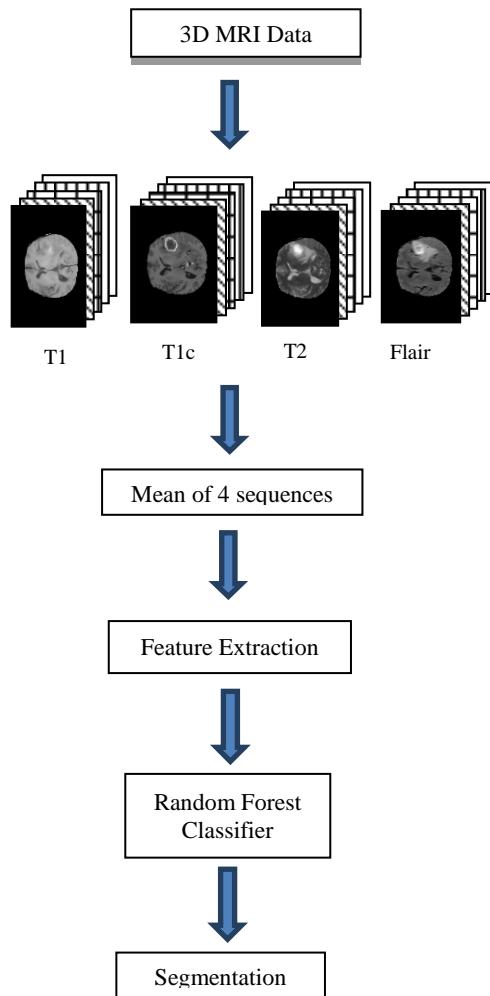 3D MRI Data
T1
T1c
T2
Flair
Mean of 4 sequences
Feature Extraction
Random Forest
Classifier
Segmentation